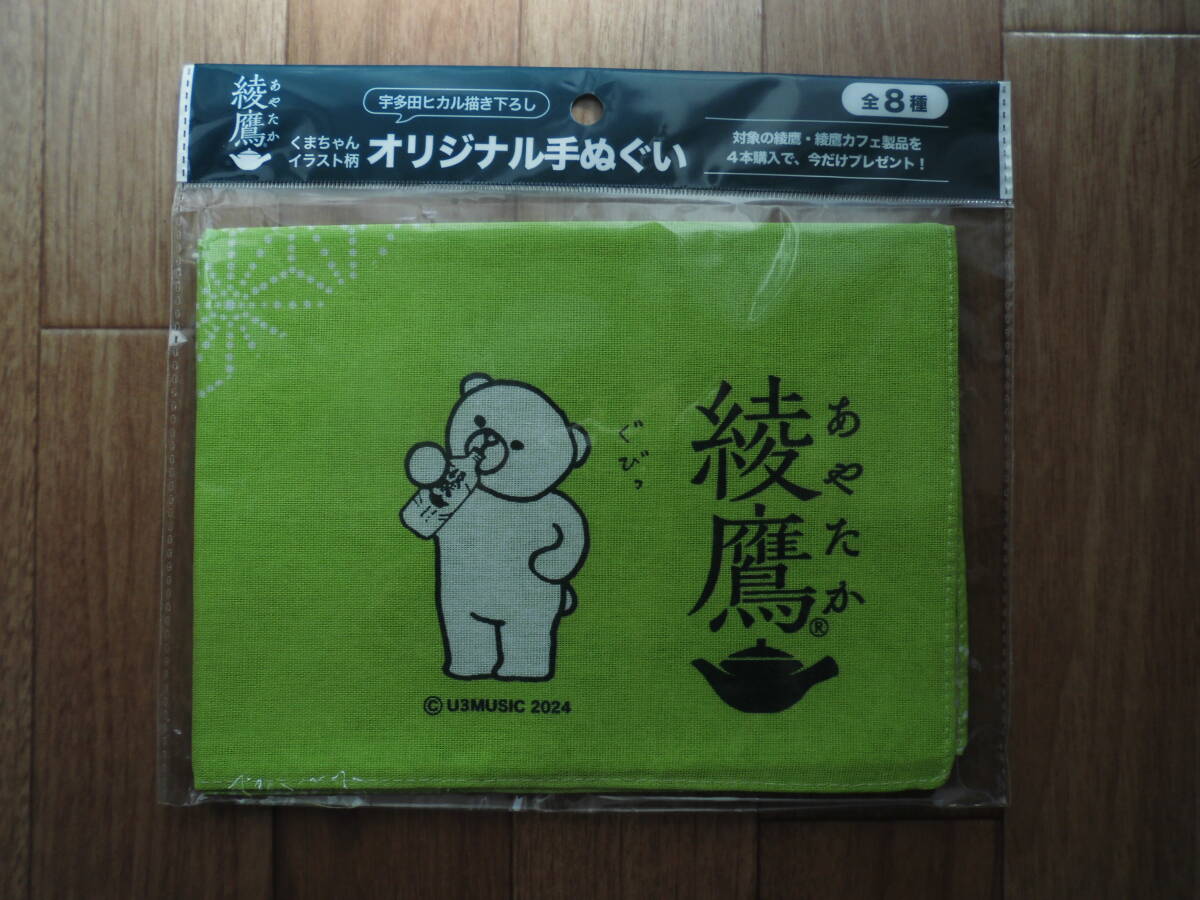 綾鷹
あやたか
宇多田ヒカル描き下ろし
くまちゃん
イラスト柄
オリジナル手ぬぐい
全8種
対象の綾鷹・綾鷹カフェ製品を
4本購入で、今だけプレゼント!
ぐびっ
綾鷹®
あやたか
© U3MUSIC 2024